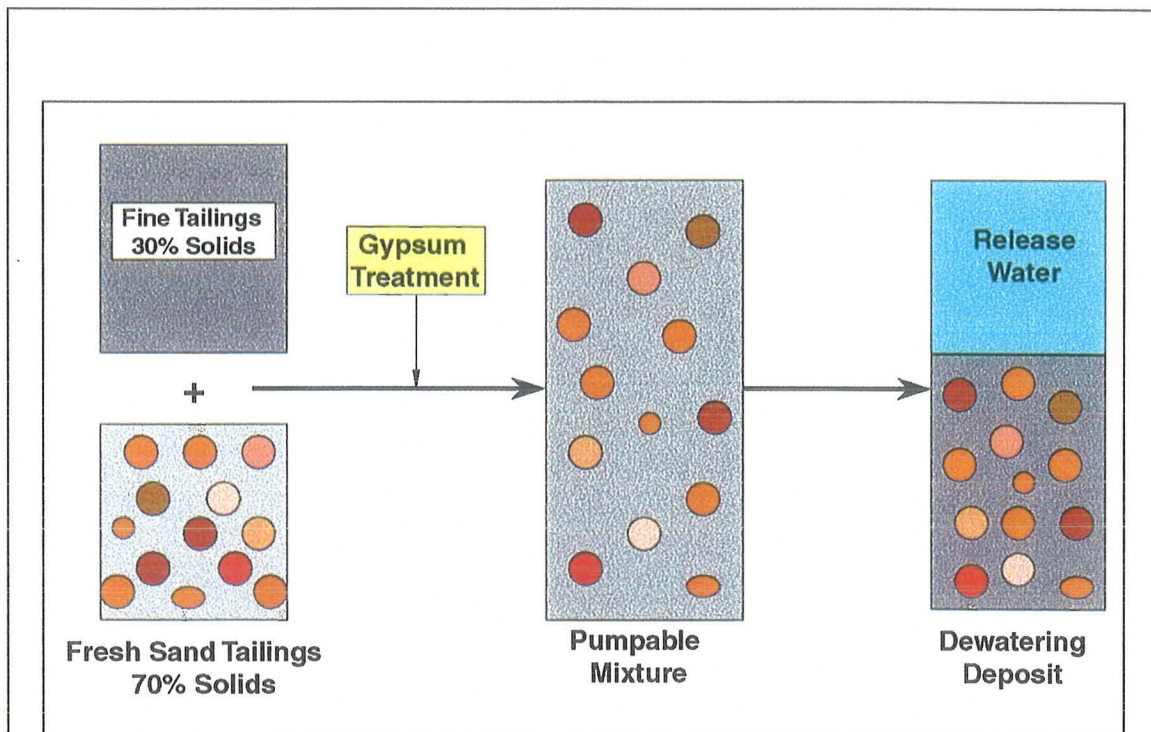 Fine Tailings
30% Solids
+
Fresh Sand Tailings
70% Solids
Gypsum
Treatment
Pumpable
Mixture
Release
Water
Dewatering
Deposit